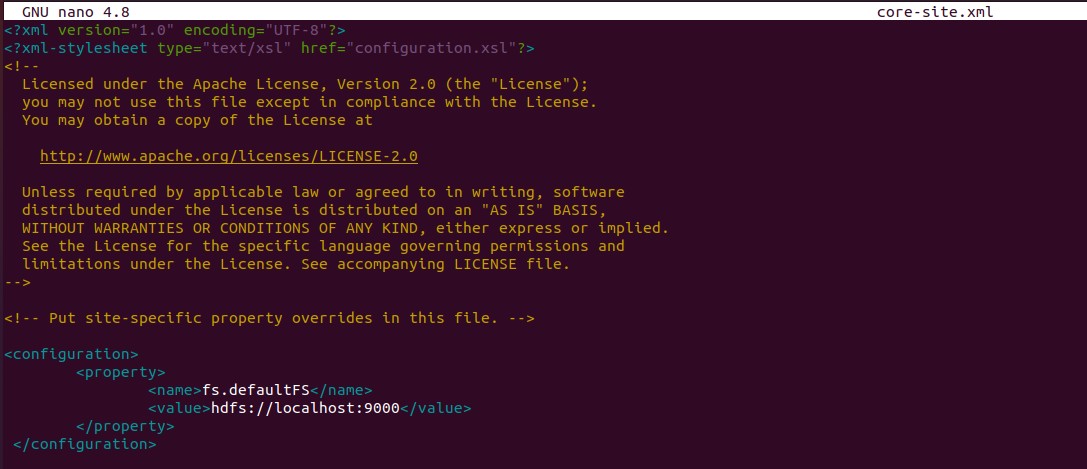 GNU nano 4.8 core-site.xml
<?xml version="1.0" encoding="UTF-8"?>
<?xml-stylesheet type="text/xsl" href="configuration.xsl"?>
<!--
  Licensed under the Apache License, Version 2.0 (the "License");
  you may not use this file except in compliance with the License.
  You may obtain a copy of the License at

    http://www.apache.org/licenses/LICENSE-2.0

  Unless required by applicable law or agreed to in writing, software
  distributed under the License is distributed on an "AS IS" BASIS,
  WITHOUT WARRANTIES OR CONDITIONS OF ANY KIND, either express or implied.
  See the License for the specific language governing permissions and
  limitations under the License. See accompanying LICENSE file.
-->

<!-- Put site-specific property overrides in this file. -->

<configuration>
        <property>
                <name>fs.defaultFS</name>
                <value>hdfs://localhost:9000</value>
        </property>
 </configuration>